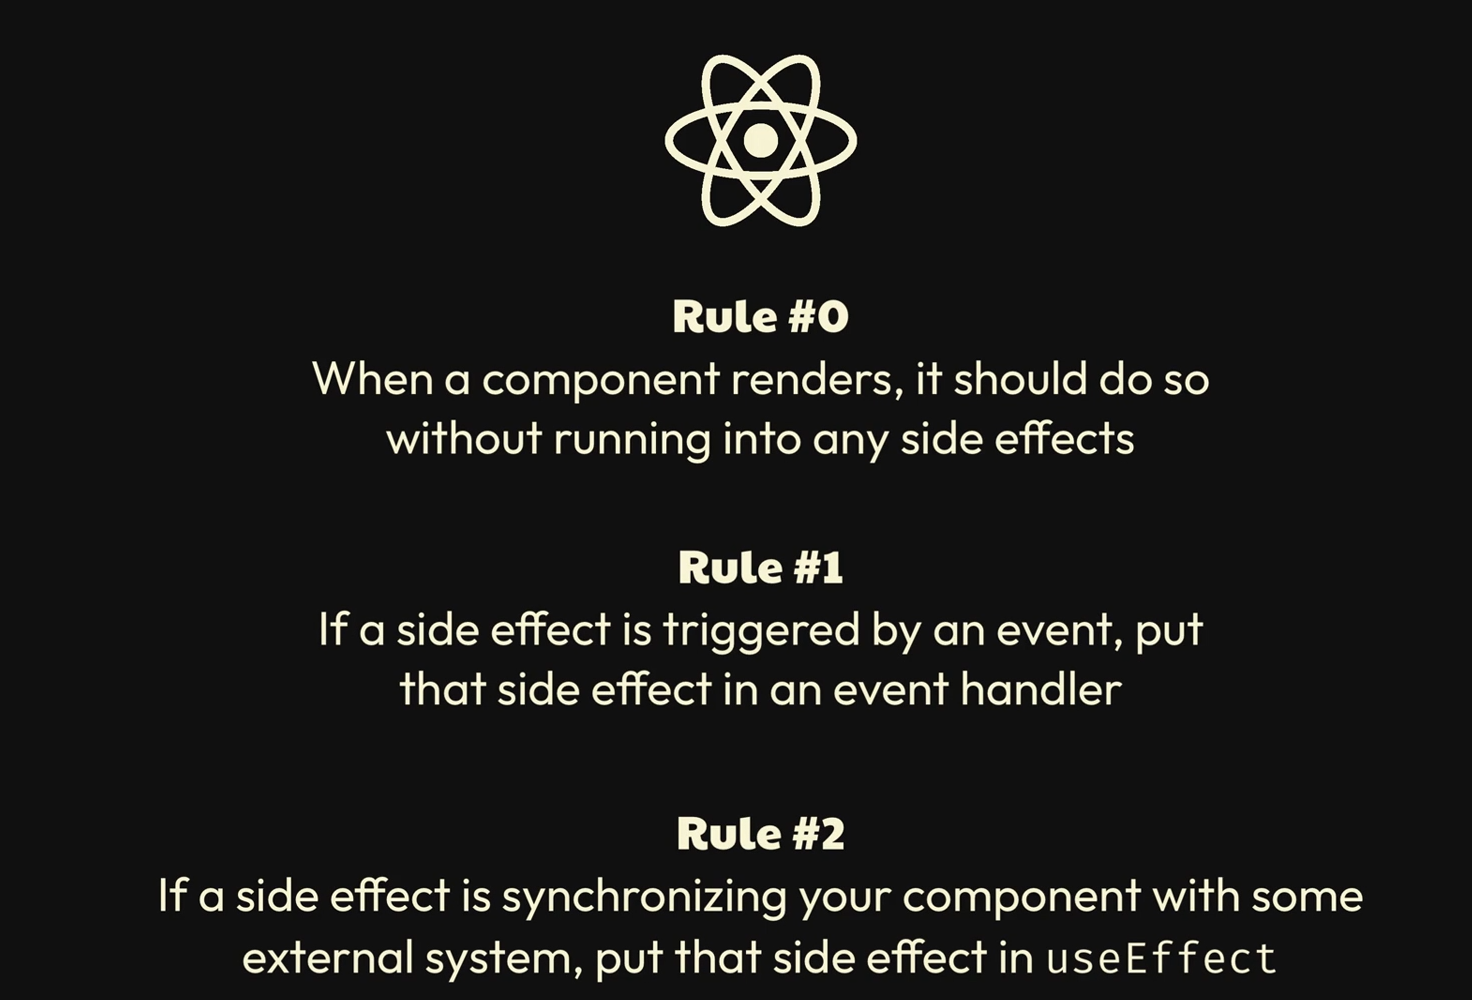 Rule #0
When a component renders, it should do so
without running into any side effects
Rule #1
If a side effect is triggered by an event, put
that side effect in an event handler
Rule #2
If a side effect is synchronizing your component with some
external system, put that side effect in useEffect